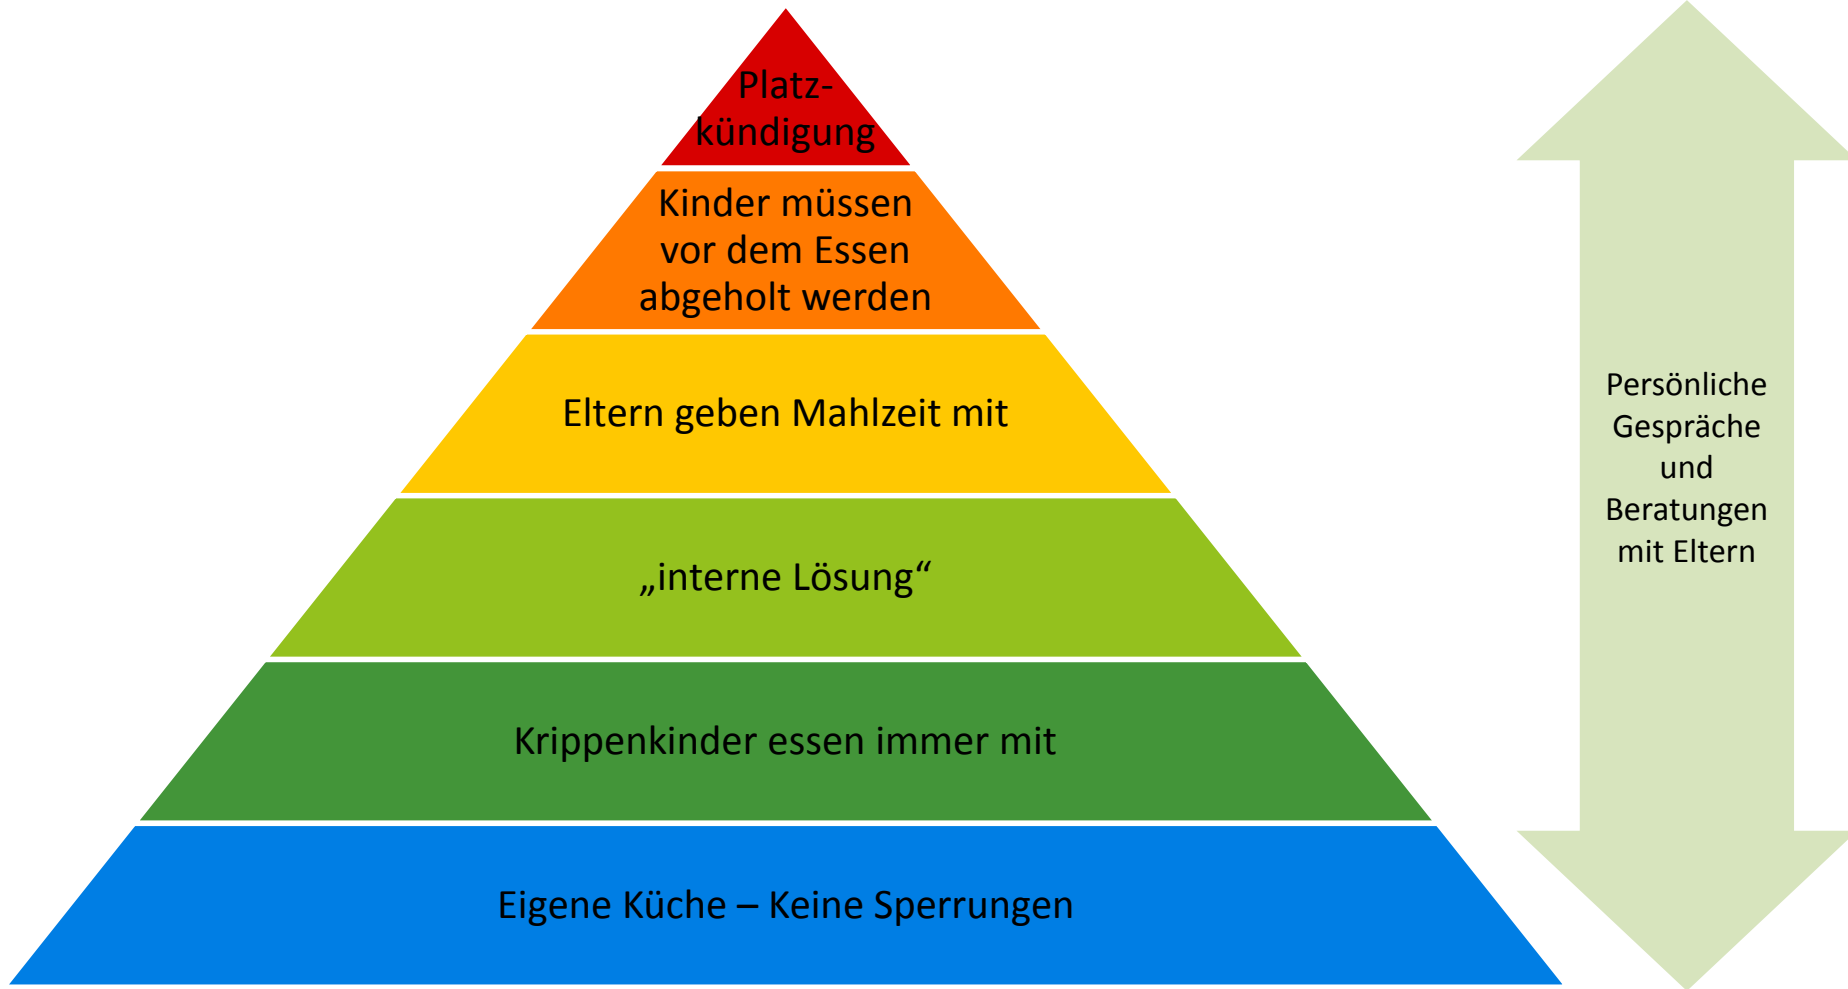 Platz-
kündigung
Kinder müssen
vor dem Essen
abgeholt werden
Eltern geben Mahlzeit mit
„interne Lösung“
Krippenkinder essen immer mit
Eigene Küche – Keine Sperrungen
Persönliche
Gespräche
und
Beratungen
mit Eltern